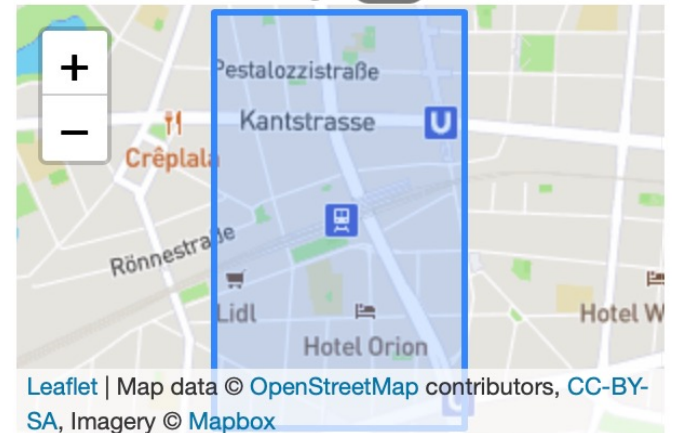 +
Pestalozzistraße
Kantstrasse
U
−
Crêplala
Rönnestraße
Lidl
Hotel W
Hotel Orion
Leaflet | Map data © OpenStreetMap contributors, CC-BY-
SA, Imagery © Mapbox